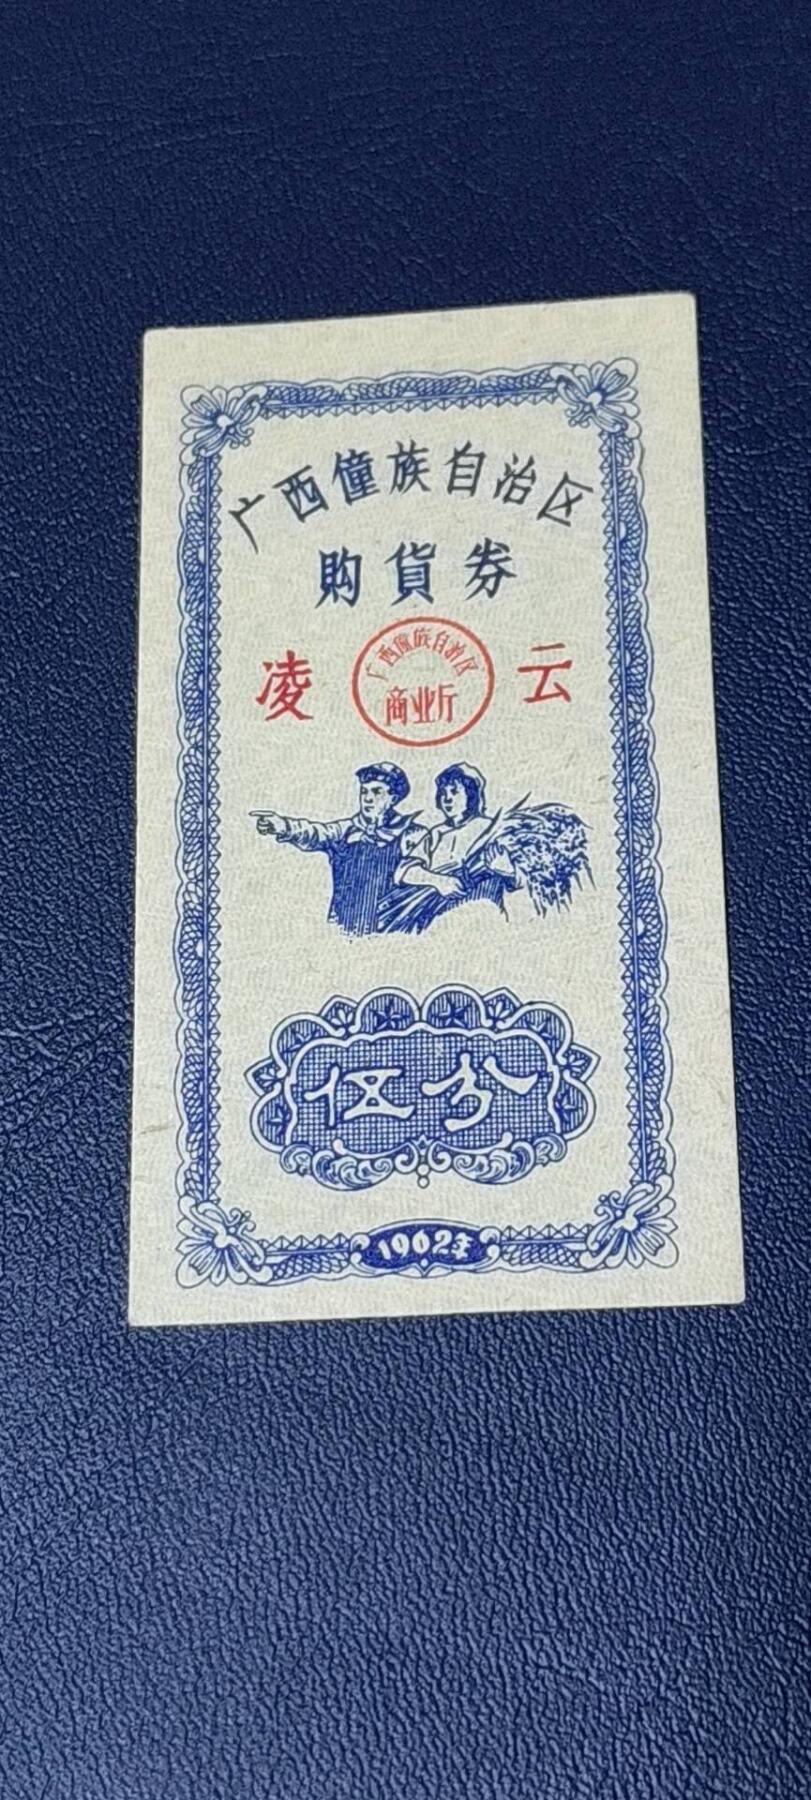 广西僮族自治区
购貨券
凌 云
广西僮族自治区
商业厅
伍分
1962年